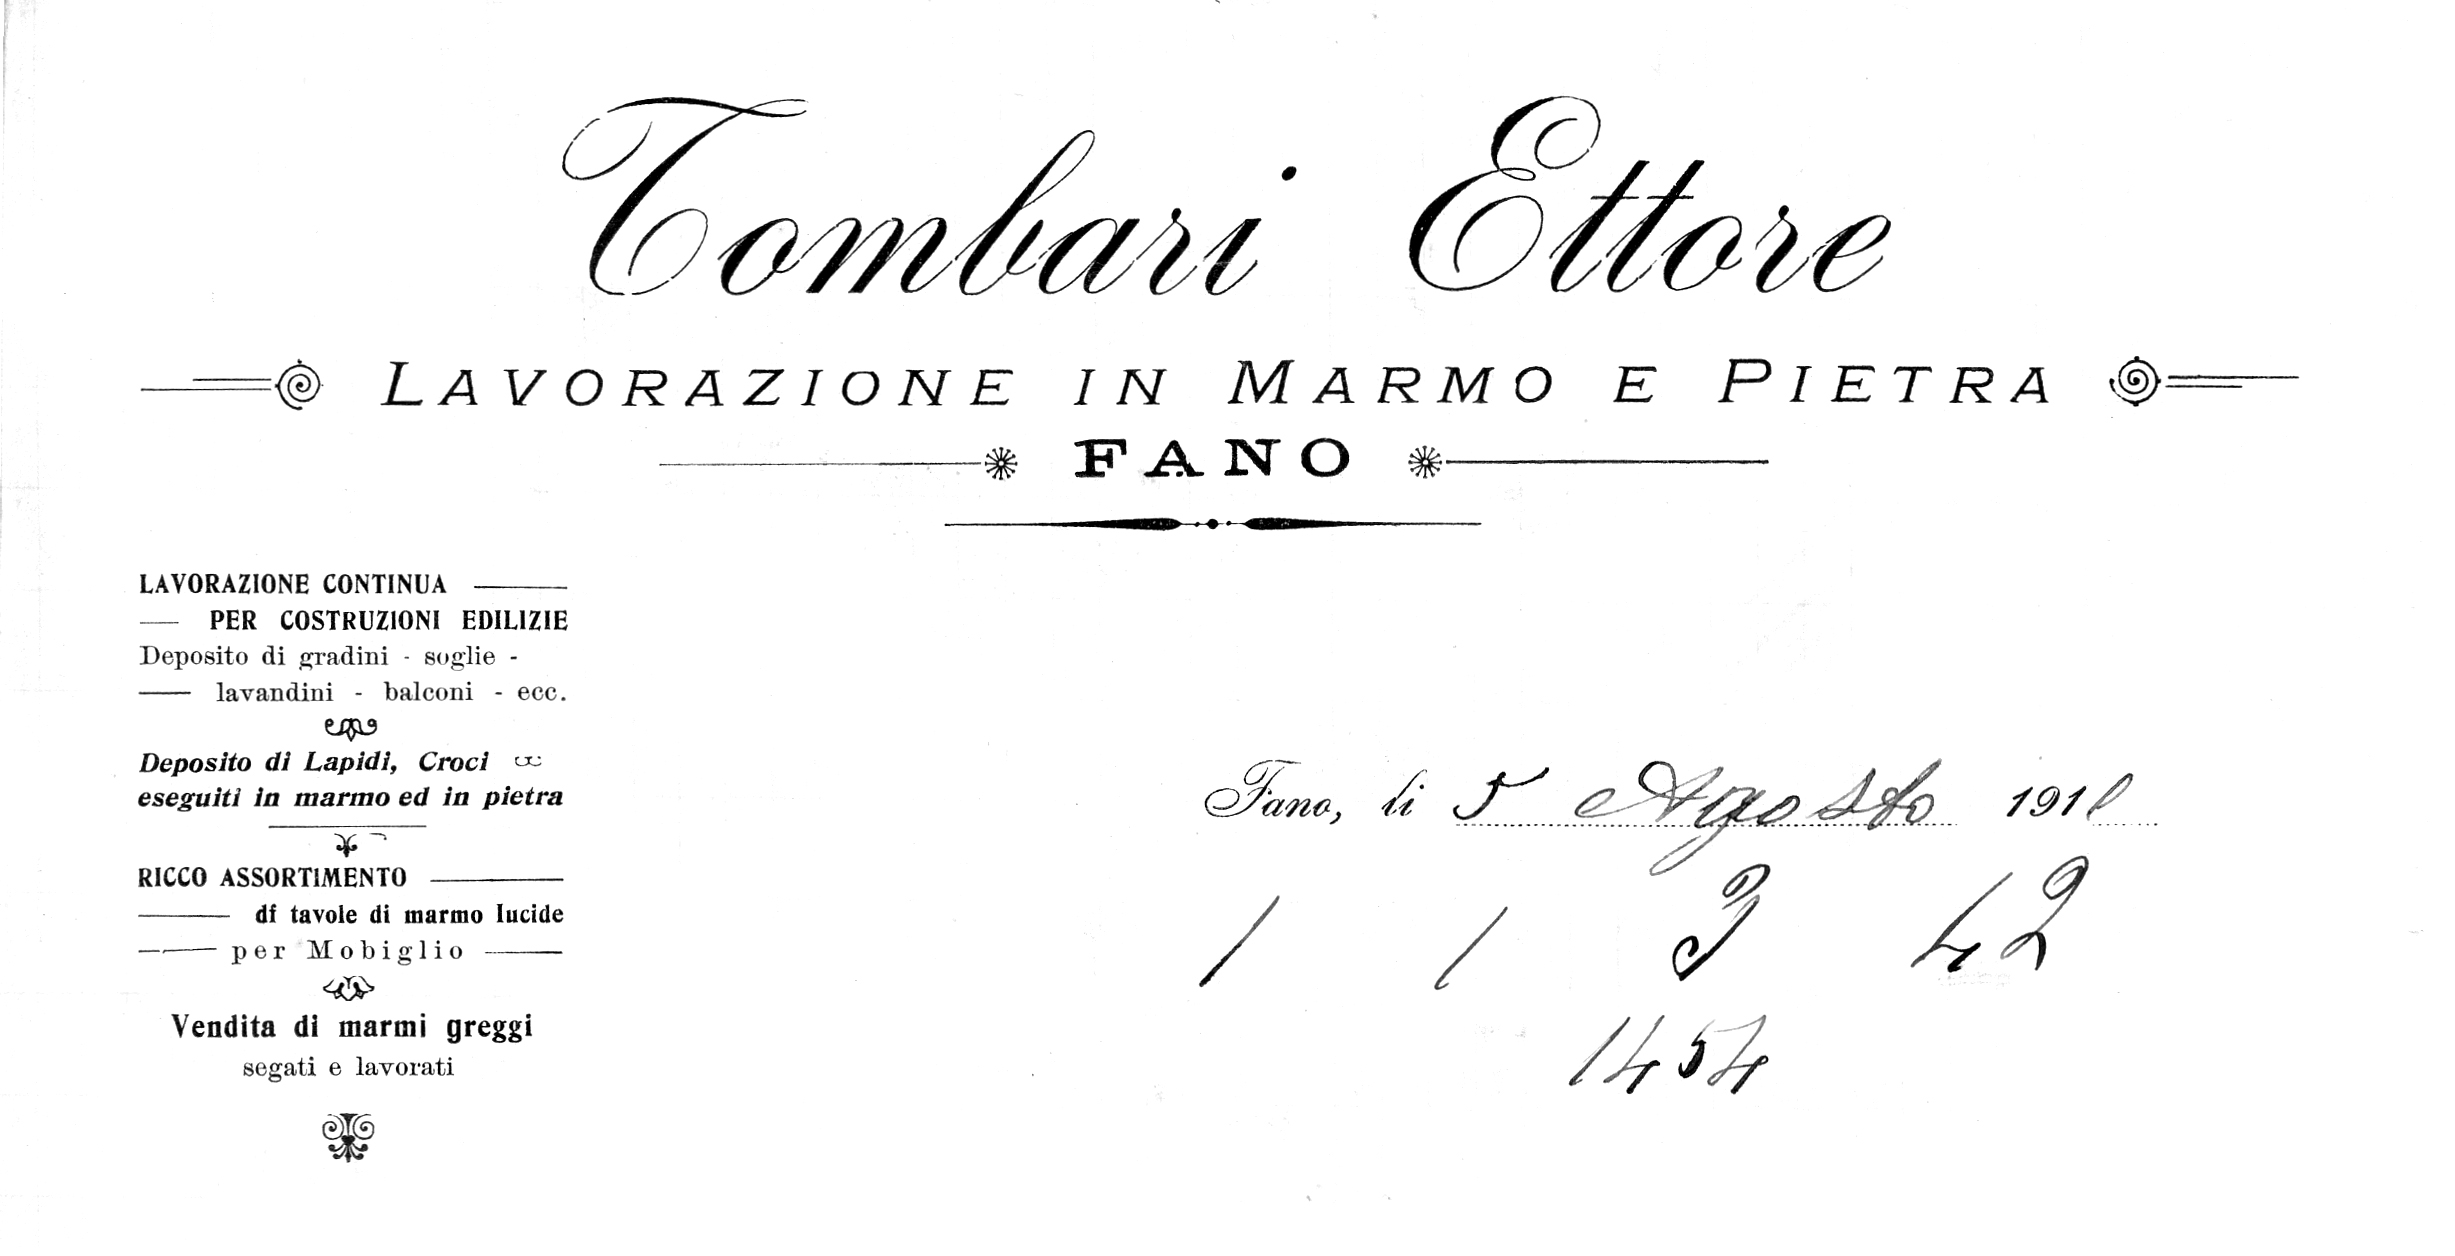 Tombari Ettore
LAVORAZIONE IN MARMO E PIETRA
FANO
LAVORAZIONE CONTINUA
PER COSTRUZIONI EDILIZIE
Deposito di gradini - soglie -
lavandini - balconi - ecc.
Deposito di Lapidi, Croci
eseguiti in marmo ed in pietra
RICCO ASSORTIMENTO
df tavole di marmo lucide
per Mobiglio
Vendita di marmi greggi
segati e lavorati
Fano, li 5 Agosto 191
1 1 3 42
1454